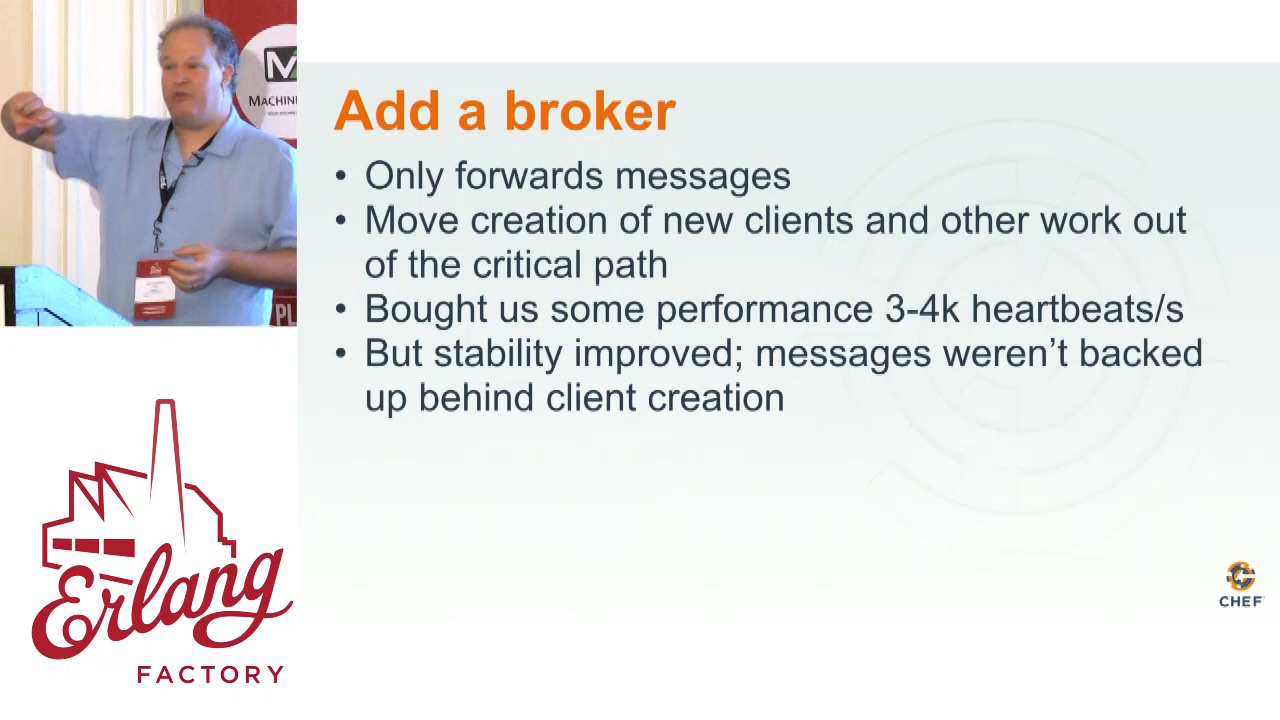 Add a broker
• Only forwards messages
• Move creation of new clients and other work out
of the critical path
• Bought us some performance 3-4k heartbeats/s
• But stability improved; messages weren’t backed
up behind client creation
CHEF
MACHIN
PL
Erlang
FACTORY